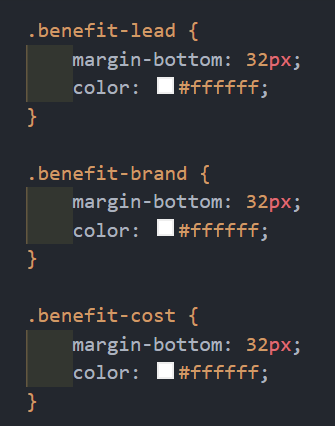 .benefit-lead {
    margin-bottom: 32px;
    color: #ffffff;
}

.benefit-brand {
    margin-bottom: 32px;
    color: #ffffff;
}

.benefit-cost {
    margin-bottom: 32px;
    color: #ffffff;
}